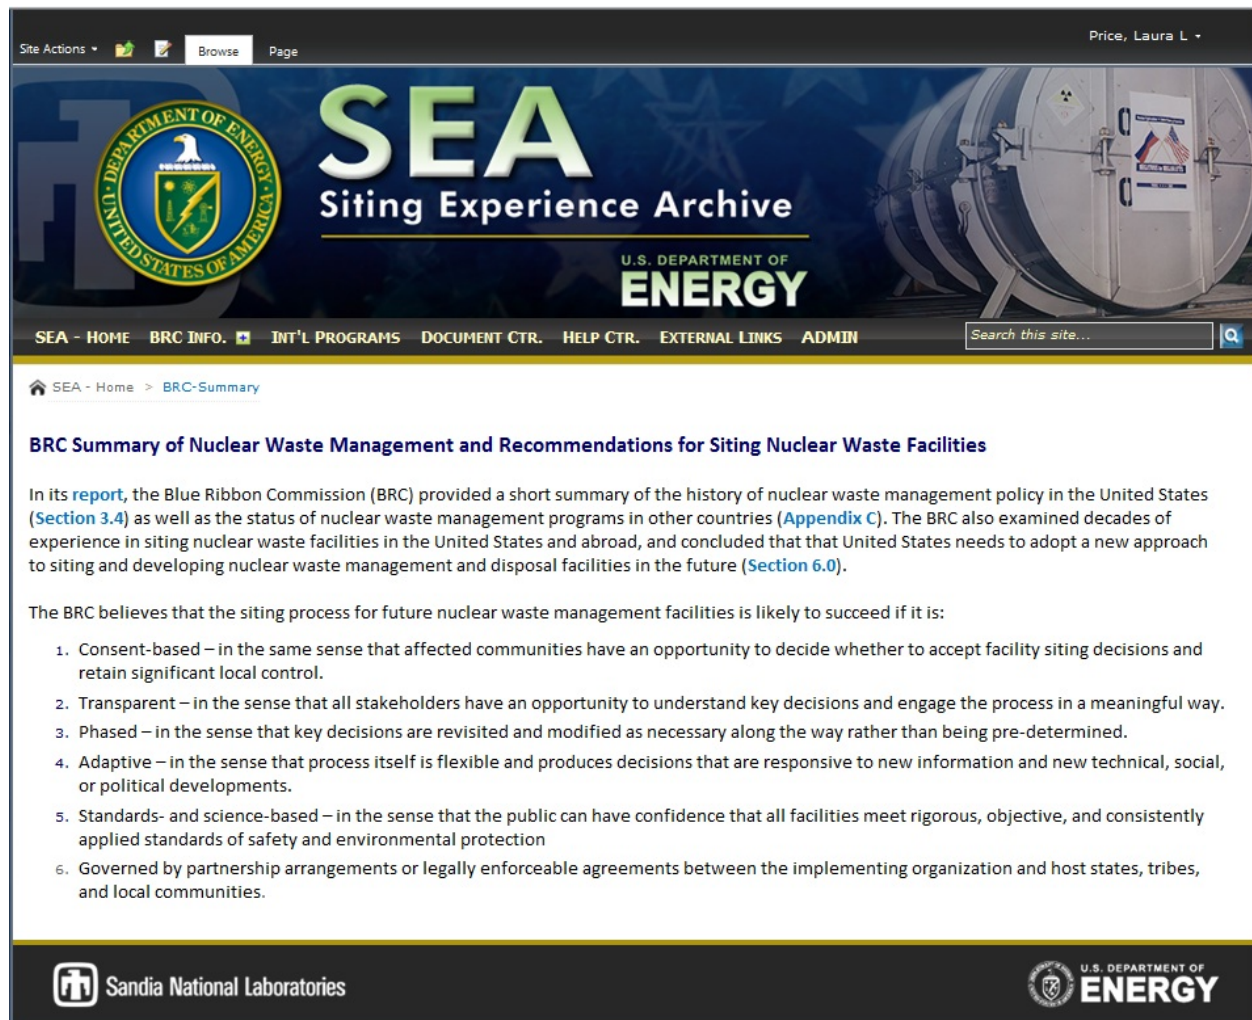 Price, Laura L
Site Actions
Browse
Page
DEPARTMENT OF ENERGY
UNITED STATES OF AMERICA
SEA
Siting Experience Archive
U.S. DEPARTMENT OF
ENERGY
SEA - HOME BRC INFO. INT'L PROGRAMS DOCUMENT CTR. HELP CTR. EXTERNAL LINKS ADMIN Search this site...
SEA - Home > BRC-Summary
BRC Summary of Nuclear Waste Management and Recommendations for Siting Nuclear Waste Facilities
In its report, the Blue Ribbon Commission (BRC) provided a short summary of the history of nuclear waste management policy in the United States
(Section 3.4) as well as the status of nuclear waste management programs in other countries (Appendix C). The BRC also examined decades of
experience in siting nuclear waste facilities in the United States and abroad, and concluded that that United States needs to adopt a new approach
to siting and developing nuclear waste management and disposal facilities in the future (Section 6.0).
The BRC believes that the siting process for future nuclear waste management facilities is likely to succeed if it is:
1. Consent-based – in the same sense that affected communities have an opportunity to decide whether to accept facility siting decisions and
retain significant local control.
2. Transparent – in the sense that all stakeholders have an opportunity to understand key decisions and engage the process in a meaningful way.
3. Phased – in the sense that key decisions are revisited and modified as necessary along the way rather than being pre-determined.
4. Adaptive – in the sense that process itself is flexible and produces decisions that are responsive to new information and new technical, social,
or political developments.
5. Standards- and science-based – in the sense that the public can have confidence that all facilities meet rigorous, objective, and consistently
applied standards of safety and environmental protection
6. Governed by partnership arrangements or legally enforceable agreements between the implementing organization and host states, tribes,
and local communities.
Sandia National Laboratories
U.S. DEPARTMENT OF
ENERGY